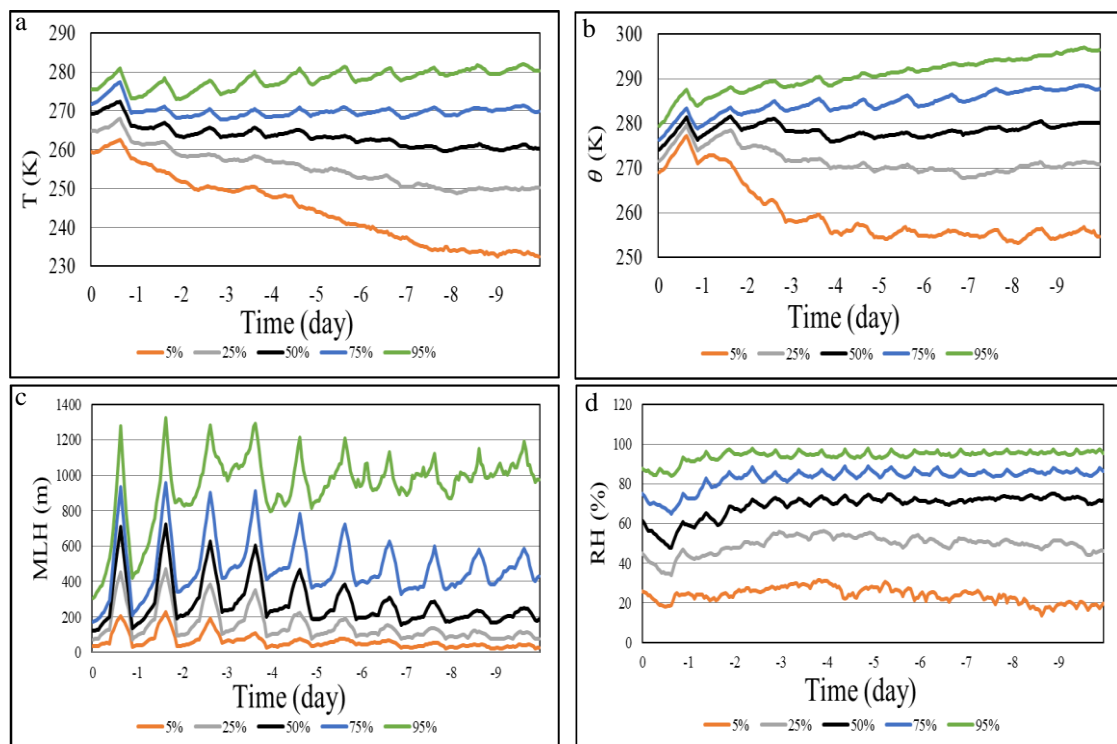 a
290
280
270
260
250
240
230
T (K)
0 -1 -2 -3 -4 -5 -6 -7 -8 -9
Time (day)
5% 25% 50% 75% 95%
b
300
290
280
270
260
250
θ (K)
0 -1 -2 -3 -4 -5 -6 -7 -8 -9
Time (day)
5% 25% 50% 75% 95%
c
1400
1200
1000
800
600
400
200
0
MLH (m)
0 -1 -2 -3 -4 -5 -6 -7 -8 -9
Time (day)
5% 25% 50% 75% 95%
d
120
100
80
60
40
20
0
RH (%)
0 -1 -2 -3 -4 -5 -6 -7 -8 -9
Time (day)
5% 25% 50% 75% 95%